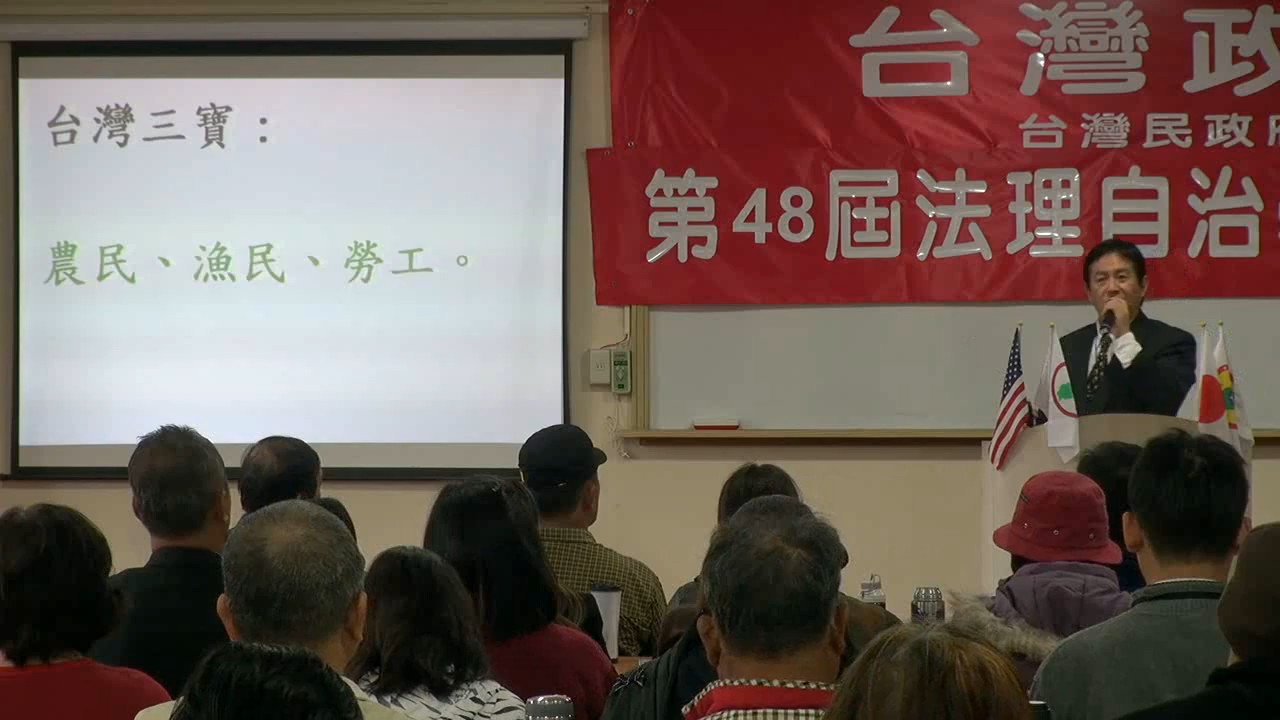 台灣三寶：
農民、漁民、勞工。
台灣政
台灣民政府
第48屆法理自治